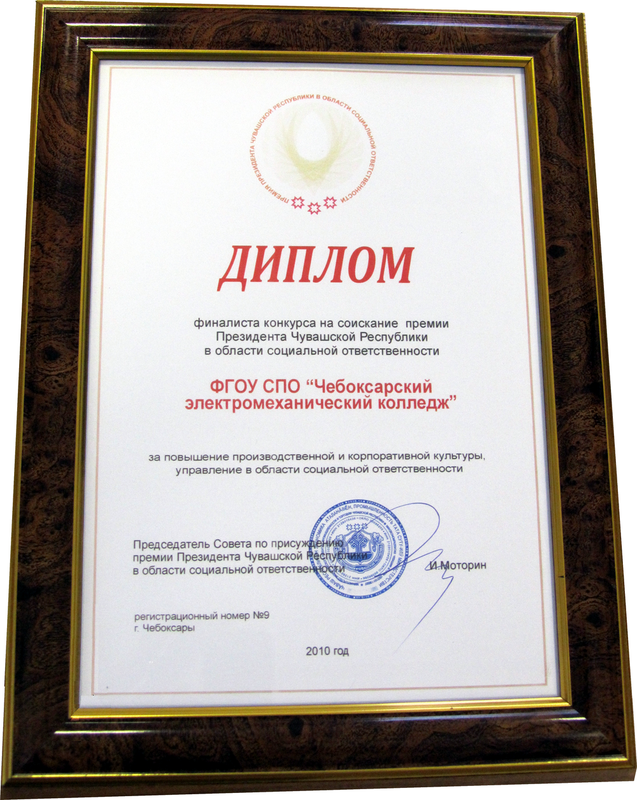 ПРЕМИЯ ПРЕЗИДЕНТА ЧУВАШСКОЙ РЕСПУБЛИКИ В ОБЛАСТИ СОЦИАЛЬНОЙ ОТВЕТСТВЕННОСТИ
ДИПЛОМ
финалиста конкурса на соискание премии
Президента Чувашской Республики
в области социальной ответственности
ФГОУ СПО “Чебоксарский
электромеханический колледж”
за повышение производственной и корпоративной культуры,
управление в области социальной ответственности
Председатель Совета по присуждению
премии Президента Чувашской Республики
в области социальной ответственности
И.Моторин
регистрационный номер №9
г. Чебоксары
2010 год